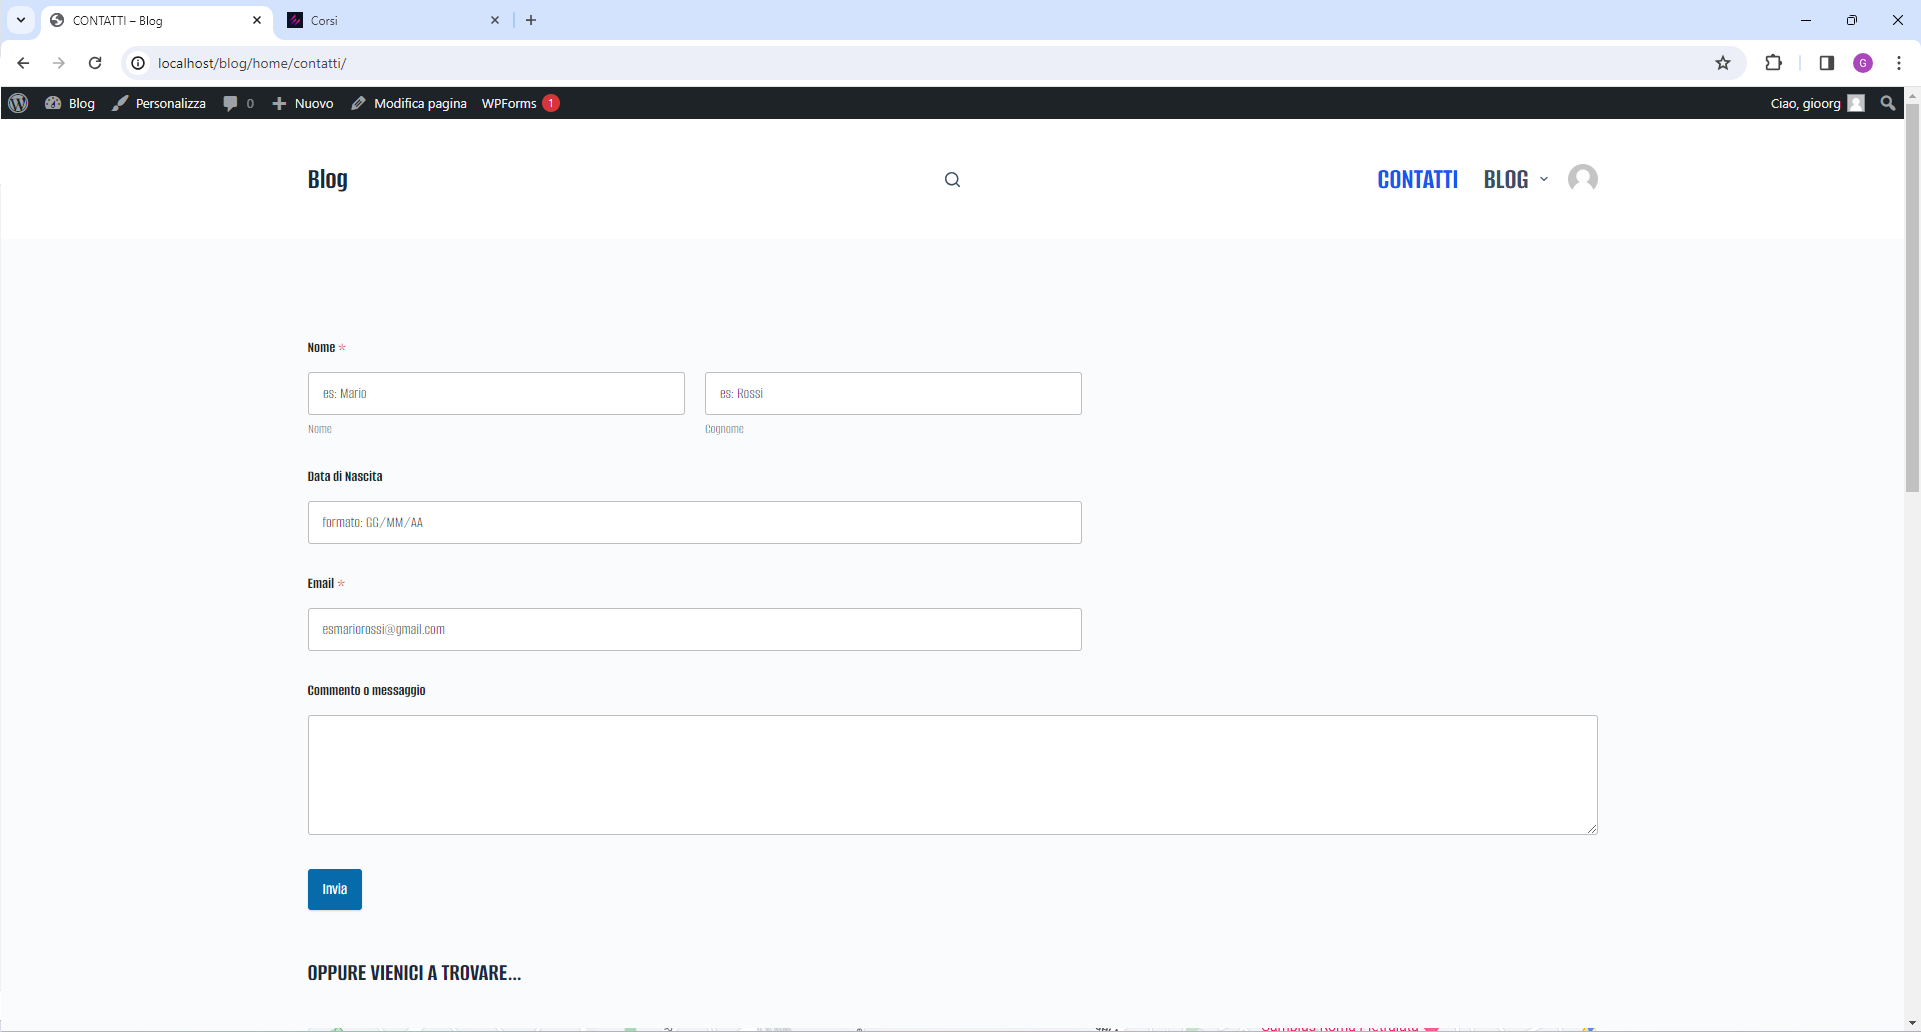 CONTATTI – Blog
Corsi
localhost/blog/home/contatti/
G
Blog
Personalizza
0
Nuovo
Modifica pagina
WPForms
1
Ciao, gioorg
Blog
CONTATTI
BLOG
Nome *
es: Mario
es: Rossi
Nome
Cognome
Data di Nascita
formato: GG/MM/AA
Email *
esmariorossi@gmail.com
Commento o messaggio
Invia
OPPURE VIENICI A TROVARE...